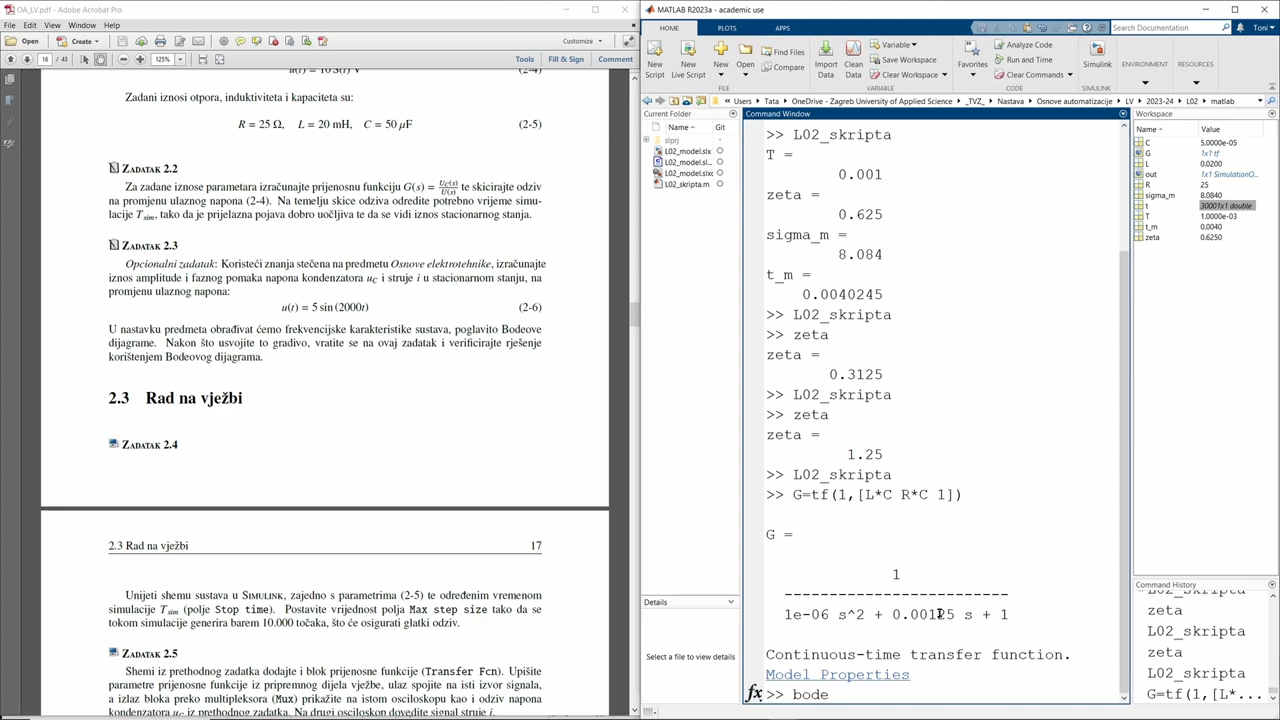 OA_LV.pdf - Adobe Acrobat Pro
File Edit View Window Help
Open Create Customize
16 / 43 125% Tools Fill & Sign Comment
Zadani iznosi otpora, induktiviteta i kapaciteta su:
R = 25 Ω, L = 20 mH, C = 50 μF (2-5)
ZADATAK 2.2
Za zadane iznose parametara izračunajte prijenosnu funkciju G(s) = U_C(s)/U(s) te skicirajte odziv
na promjenu ulaznog napona (2-4). Na temelju skice odziva odredite potrebno vrijeme simu-
lacije T_sim, tako da je prijelazna pojava dobro uočljiva te da se vidi iznos stacionarnog stanja.
ZADATAK 2.3
Opcionalni zadatak: Koristeći znanja stečena na predmetu Osnove elektrotehnike, izračunajte
iznos amplitude i faznog pomaka napona kondenzatora u_C i struje i u stacionarnom stanju, na
promjenu ulaznog napona:
u(t) = 5 sin (2000t) (2-6)
U nastavku predmeta obrađivat ćemo frekvencijske karakteristike sustava, poglavito Bodeove
dijagrame. Nakon što usvojite to gradivo, vratite se na ovaj zadatak i verificirajte rješenje
korištenjem Bodeovog dijagrama.
2.3 Rad na vježbi
ZADATAK 2.4
2.3 Rad na vježbi 17
Unijeti shemu sustava u SIMULINK, zajedno s parametrima (2-5) te određenim vremenom
simulacije T_sim (polje Stop time). Postavite vrijednost polja Max step size tako da se
tokom simulacije generira barem 10.000 točaka, što će osigurati glatki odziv.
ZADATAK 2.5
Shemi iz prethodnog zadatka dodajte i blok prijenosne funkcije (Transfer Fcn). Upišite
parametre prijenosne funkcije iz pripremnog dijela vježbe, ulaz spojite na isti izvor signala,
a izlaz bloka preko multipleksora (Mux) prikažite na istom osciloskopu kao i odziv napona
kondenzatora u_C iz prethodnog zadatka. Na drugi osciloskop dovedite signal struje i.
MATLAB R2023a - academic use
HOME PLOTS APPS Search Documentation Toni
New Script
New Live Script
New
Open
Find Files
Compare
Import Data
Clean Data
Variable
Save Workspace
Clear Workspace
Favorites
Analyze Code
Run and Time
Clear Commands
Simulink
ENVIRONMENT
RESOURCES
FILE VARIABLE CODE SIMULINK
Users Tata OneDrive - Zagreb University of Applied Science _TVZ_ Nastava Osnove automatizacije LV 2023-24 L02 matlab
Current Folder
Name Git
slprj
L02_model.slx
L02_model.sl...
L02_model.slxc
L02_skripta.m
Details
Select a file to view details
Command Window
>> L02_skripta
T =
0.001
zeta =
0.625
sigma_m =
8.084
t_m =
0.0040245
>> L02_skripta
>> zeta
zeta =
0.3125
>> L02_skripta
>> zeta
zeta =
1.25
>> L02_skripta
>> G=tf(1,[L*C R*C 1])
G =
1
------------------------
1e-06 s^2 + 0.00125 s + 1
Continuous-time transfer function.
Model Properties
fx >> bode
Workspace
Name Value
C 5.0000e-05
G 1x1 tf
L 0.0200
out 1x1 SimulationO...
R 25
sigma_m 8.0840
t 30001x1 double
T 1.0000e-03
t_m 0.0040
zeta 0.6250
Command History
L02_skripta
zeta
L02_skripta
zeta
L02_skripta
G=tf(1,[L*...